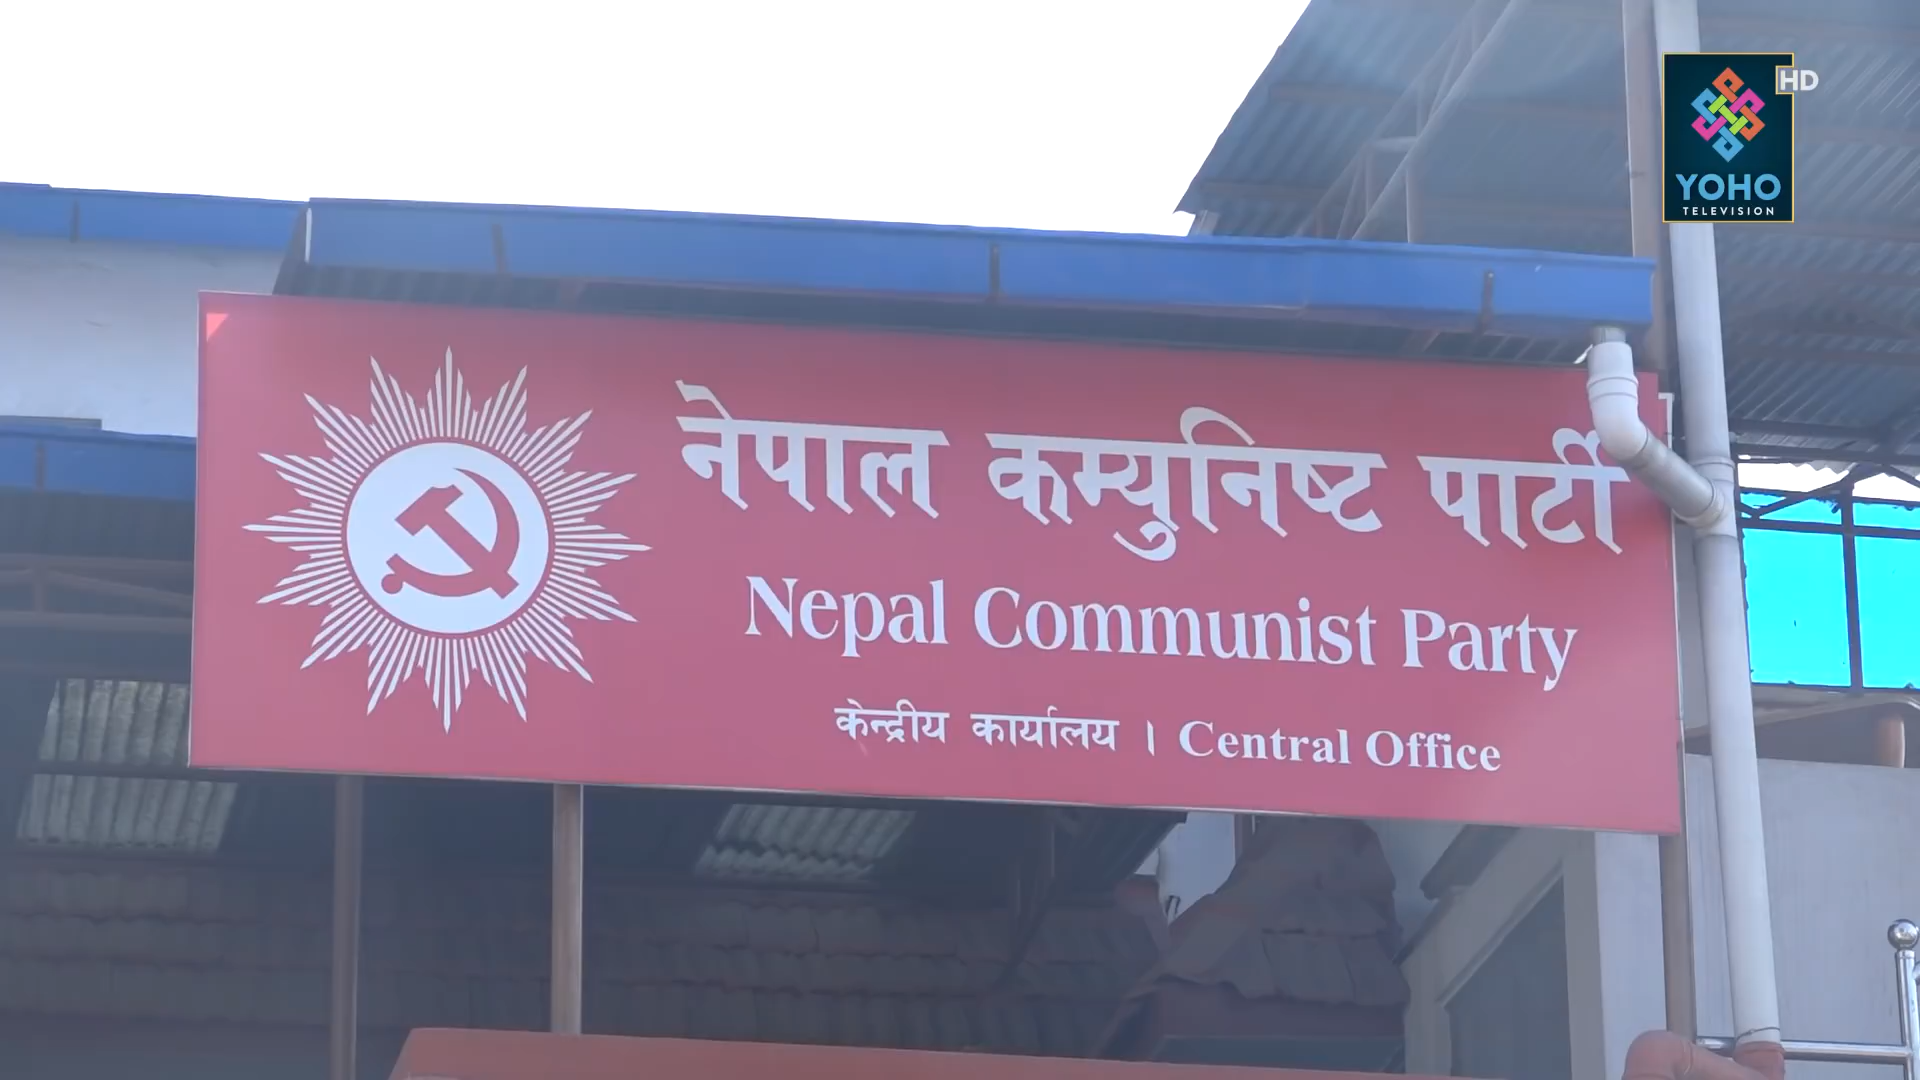 नेपाल कम्युनिष्ट पार्टी
Nepal Communist Party
केन्द्रीय कार्यालय । Central Office
HD
YOHO
TELEVISION